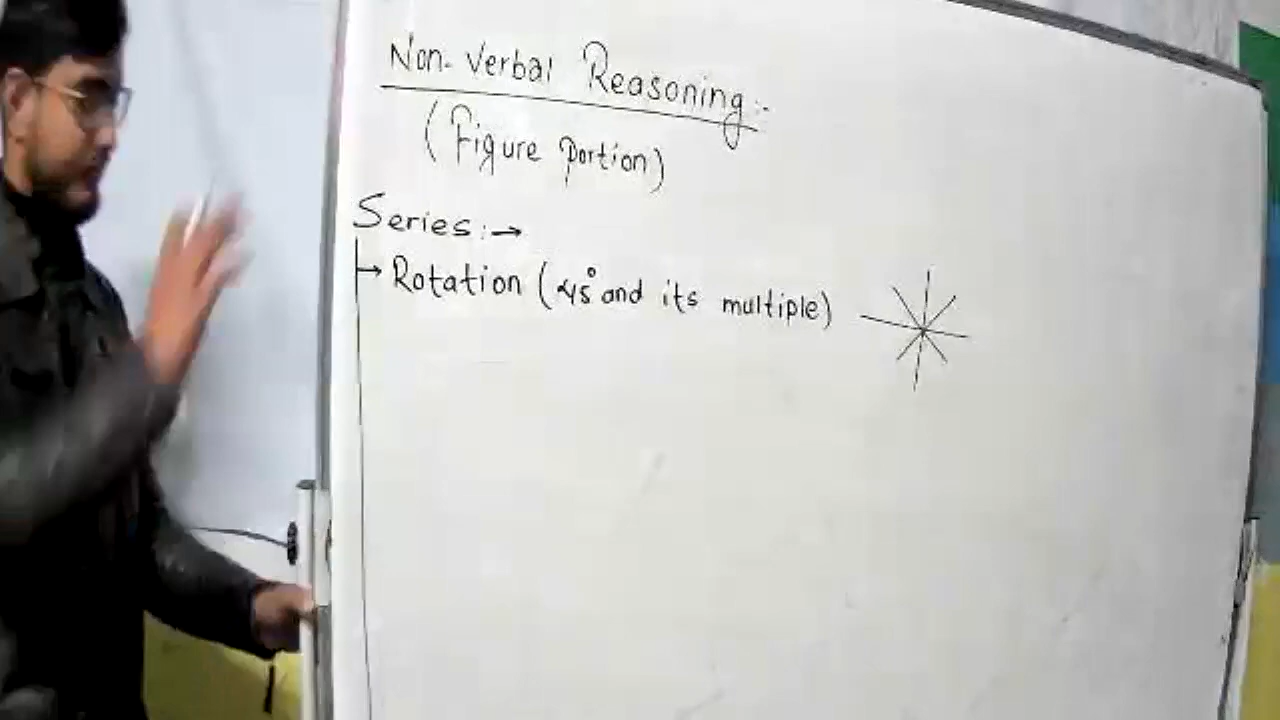 Non-Verbal Reasoning:-
(Figure Portion)
Series:→
→ Rotation (45° and its multiple)